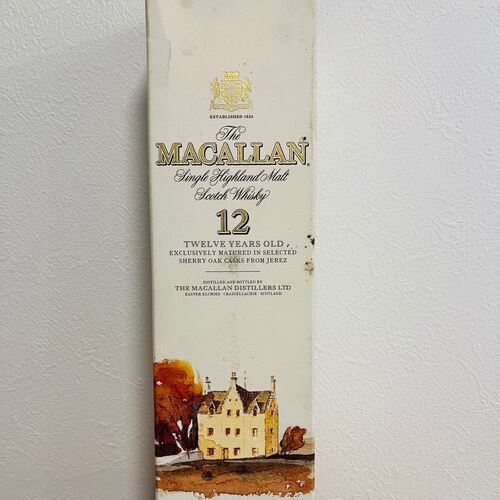 ESTABLISHED 1824
The
MACALLAN
Single Highland Malt
Scotch Whisky
12
TWELVE YEARS OLD
EXCLUSIVELY MATURED IN SELECTED
SHERRY OAK CASKS FROM JEREZ
DISTILLED AND BOTTLED BY
THE MACALLAN DISTILLERS LTD
EASTER ELCHIES · CRAIGELLACHIE · SCOTLAND